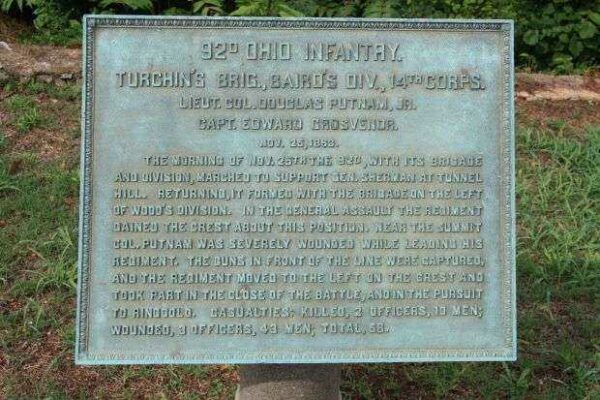 92D OHIO INFANTRY.
TURCHIN'S BRIG., BAIRD'S DIV., 14TH CORPS.
LIEUT. COL. DOUGLAS PUTNAM, JR.
CAPT. EDWARD GROSVENOR.
NOV. 25, 1863.
THE MORNING OF NOV. 25TH THE 92D, WITH ITS BRIGADE
AND DIVISION, MARCHED TO SUPPORT GEN. SHERMAN AT TUNNEL
HILL. RETURNING, IT FORMED WITH THE BRIGADE ON THE LEFT
OF WOOD'S DIVISION. IN THE GENERAL ASSAULT THE REGIMENT
GAINED THE CREST ABOUT THIS POSITION. NEAR THE SUMMIT
COL. PUTNAM WAS SEVERELY WOUNDED WHILE LEADING HIS
REGIMENT. THE GUNS IN FRONT OF THE LINE WERE CAPTURED,
AND THE REGIMENT MOVED TO THE LEFT ON THE CREST AND
TOOK PART IN THE CLOSE OF THE BATTLE, AND IN THE PURSUIT
TO RINGGOLD. CASUALTIES: KILLED, 2 OFFICERS, 10 MEN;
WOUNDED, 3 OFFICERS, 43 MEN; TOTAL, 58.